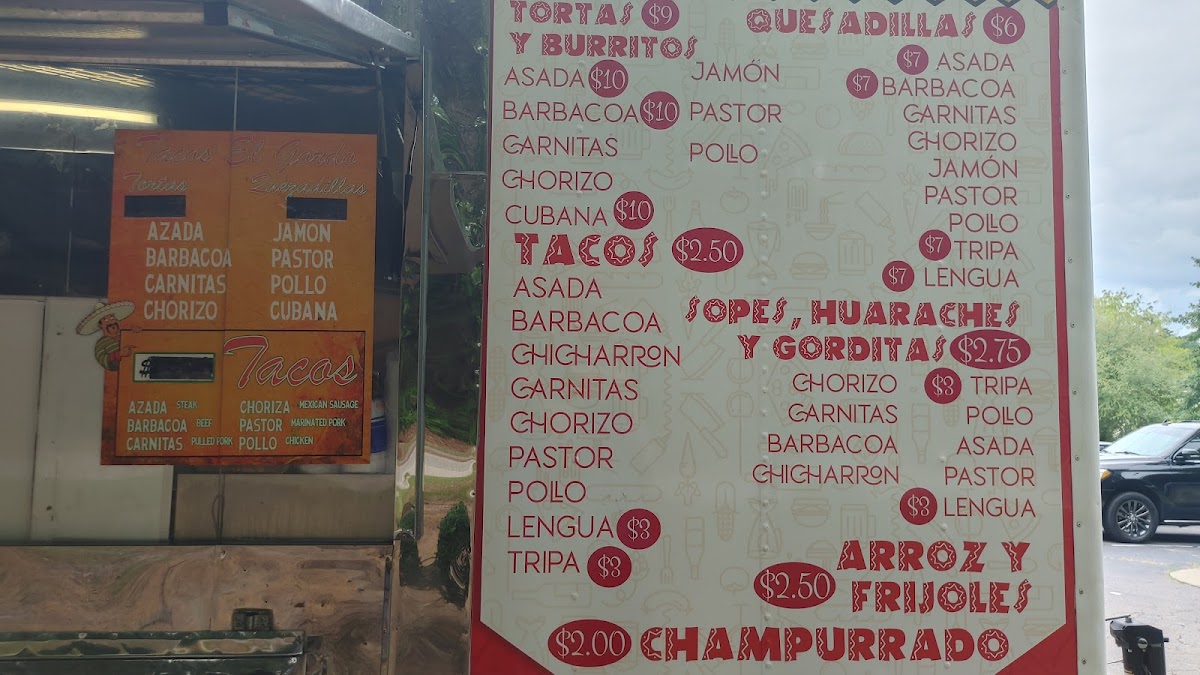 Tacos El
Tortas
AZADA
BARBACOA
CARNITAS
CHORIZO
Quezadillas
JAMON
PASTOR
POLLO
CUBANA
Tacos
AZADA STEAK
BARBACOA BEEF
CARNITAS PULLED PORK
CHORIZA MEXICAN SAUSAGE
PASTOR MARINATED PORK
POLLO CHICKEN
TORTAS $9
Y BURRITOS
ASADA $10
BARBACOA $10
CARNITAS
CHORIZO
CUBANA $10
JAMÓN
PASTOR
POLLO
TACOS $2.50
ASADA
BARBACOA
CHICHARRON
CARNITAS
CHORIZO
PASTOR
POLLO
LENGUA $3
TRIPA $3
QUESADILLAS $6
$7 ASADA
$7 BARBACOA
CARNITAS
CHORIZO
JAMÓN
PASTOR
POLLO
$7 TRIPA
$7 LENGUA
SOPES, HUARACHES
Y GORDITAS $2.75
CHORIZO
CARNITAS
BARBACOA
CHICHARRON
$3 TRIPA
POLLO
ASADA
PASTOR
$3 LENGUA
$2.50 ARROZ Y
FRIJOLES
$2.00 CHAMPURRADO